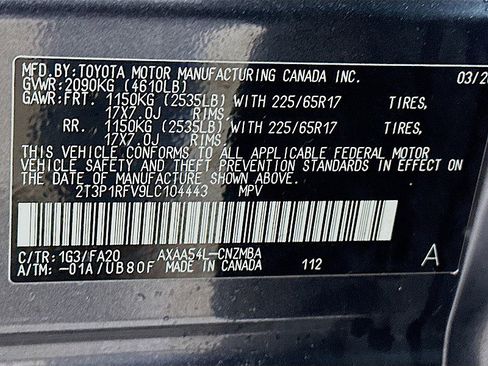 MFD.BY:TOYOTA MOTOR MANUFACTURING CANADA INC. 03/20
GVWR:2090KG (4610LB)
GAWR:FRT. 1150KG (2535LB) WITH 225/65R17 TIRES,
17X7.0J RIMS,
RR. 1150KG (2535LB) WITH 225/65R17 TIRES,
17X7.0J RIMS,
THIS VEHICLE CONFORMS TO ALL APPLICABLE FEDERAL MOTOR
VEHICLE SAFETY AND THEFT PREVENTION STANDARDS IN EFFECT ON
THE DATE OF MANUFACTURE SHOWN ABOVE.
2T3P1RFV9LC104443 MPV
C/TR:1G3/FA20 AXAA54L-CNZMBA
A/TM:-01A/UB80F MADE IN CANADA 112 A